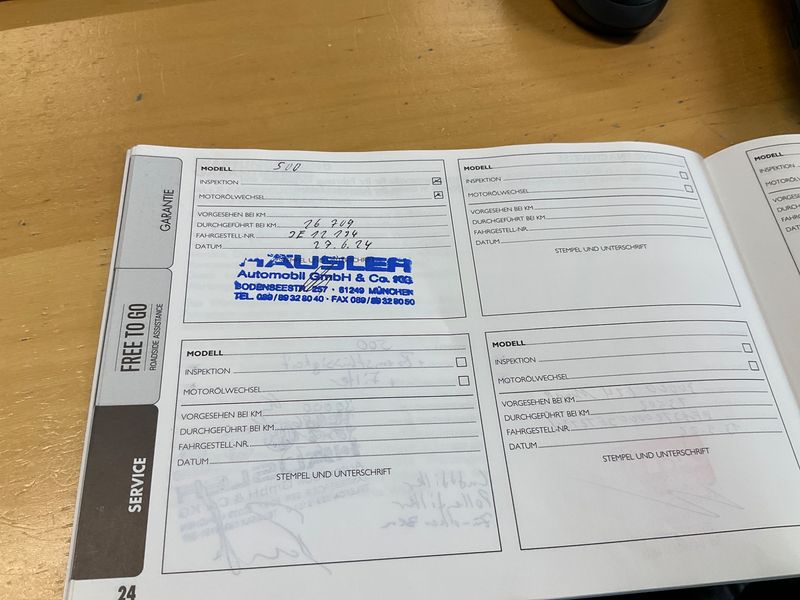 GARANTIE
FREE TO GO
ROADSIDE ASSISTANCE
SERVICE
24
MODELL 500
INSPEKTION
MOTORÖLWECHSEL
VORGESEHEN BEI KM
DURCHGEFÜHRT BEI KM 26 709
FAHRGESTELL-NR.
DATUM 27.6.24
HÄUSLER
Automobil GmbH & Co. KG
BODENSEESTR. 257 · 81249 MÜNCHEN
TEL. 089/89 32 80 40 · FAX 089/89 32 80 50
MODELL
INSPEKTION
MOTORÖLWECHSEL
VORGESEHEN BEI KM
DURCHGEFÜHRT BEI KM
FAHRGESTELL-NR.
DATUM
STEMPEL UND UNTERSCHRIFT
MODELL
INSPEKTION
MOTORÖLWECHSEL
VORGESEHEN BEI KM
DURCHGEFÜHRT BEI KM
FAHRGESTELL-NR.
DATUM
STEMPEL UND UNTERSCHRIFT
MODELL
INSPEKTION
MOTORÖLWECHSEL
VORGESEHEN BEI KM
DURCHGEFÜHRT BEI KM
FAHRGESTELL-NR.
DATUM
STEMPEL UND UNTERSCHRIFT
MODELL